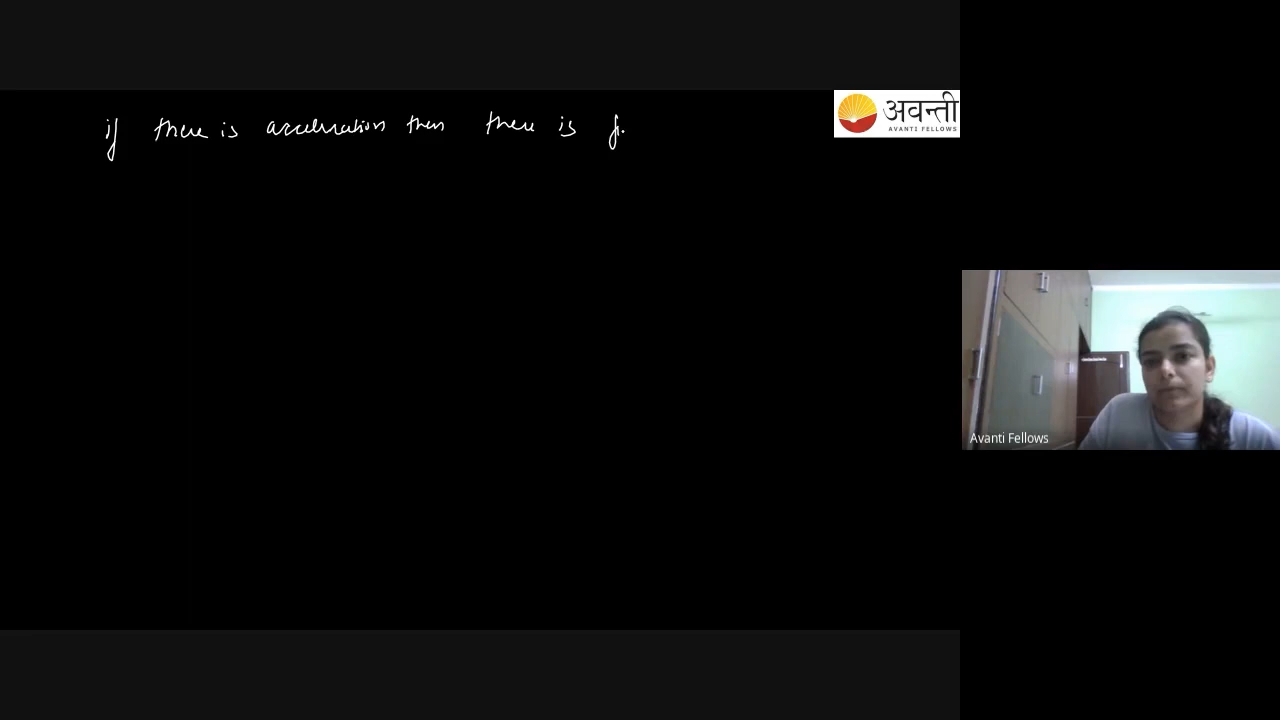 if there is acceleration then there is f
अवन्ती
AVANTI FELLOWS
Avanti Fellows